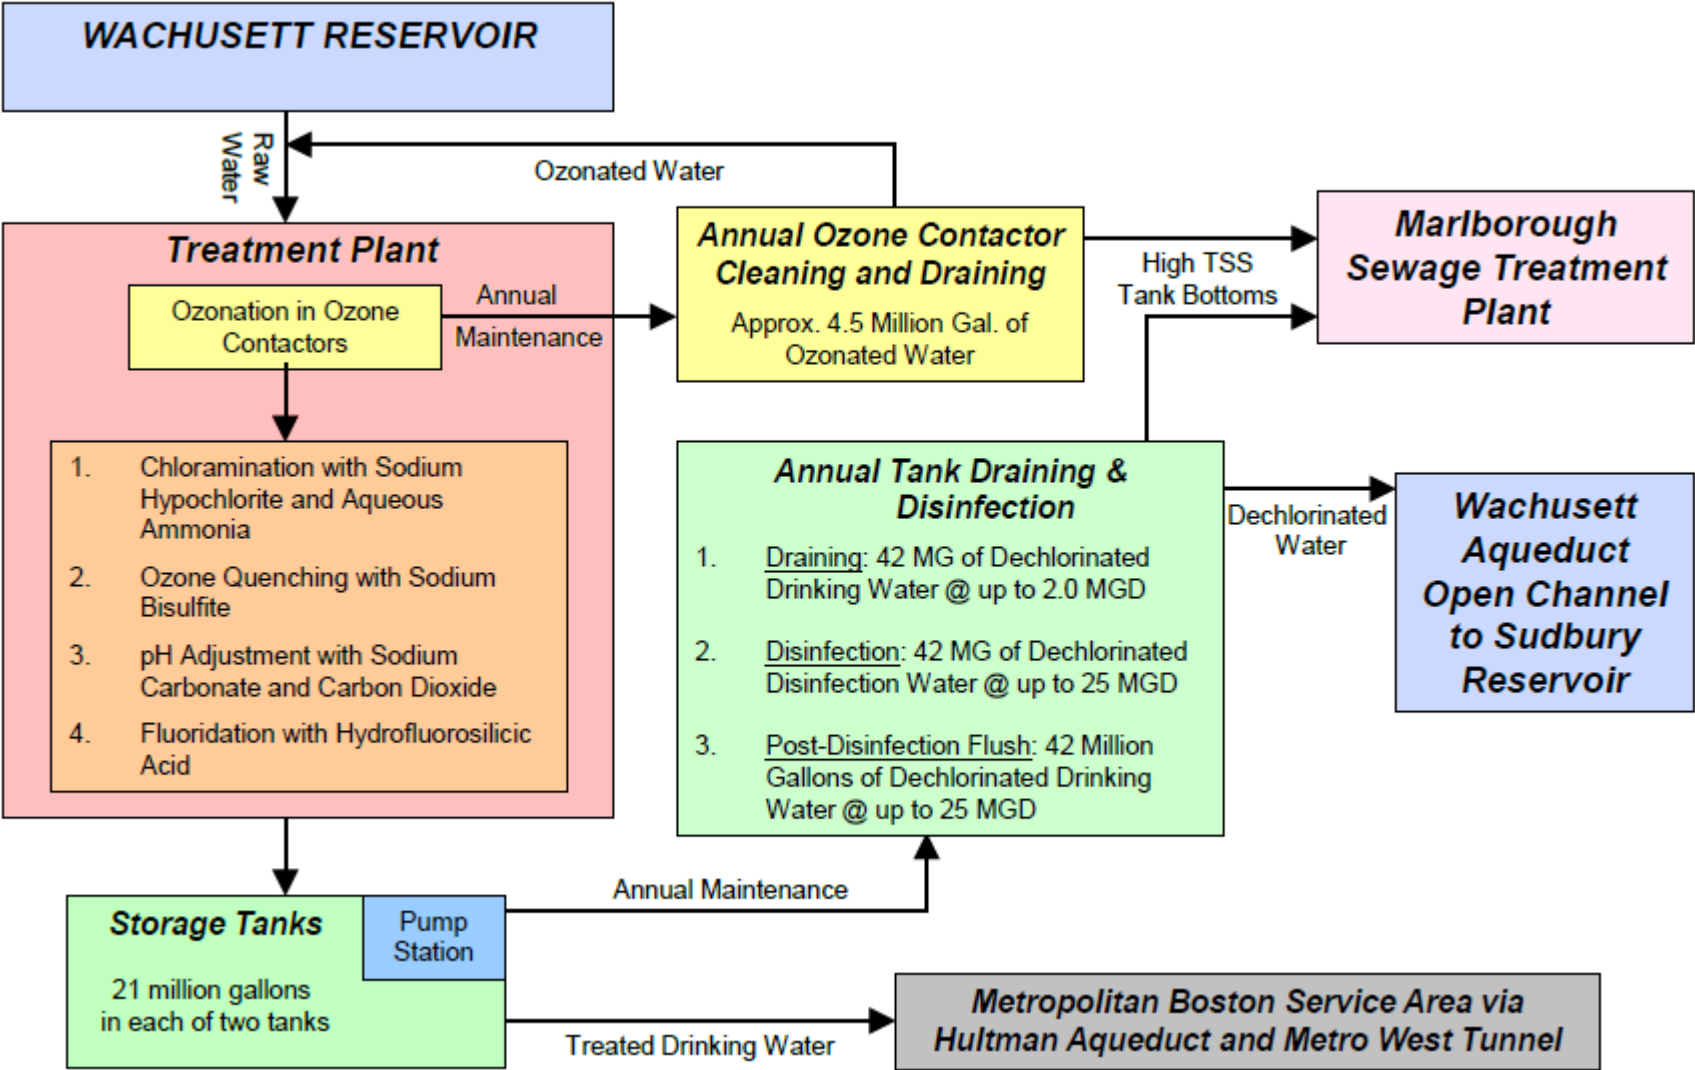 WACHUSETT RESERVOIR
Raw
Water
Ozonated Water
Treatment Plant
Ozonation in Ozone
Contactors
Annual
Maintenance
Annual Ozone Contactor
Cleaning and Draining
Approx. 4.5 Million Gal. of
Ozonated Water
High TSS
Tank Bottoms
Marlborough
Sewage Treatment
Plant
1. Chloramination with Sodium
Hypochlorite and Aqueous
Ammonia
2. Ozone Quenching with Sodium
Bisulfite
3. pH Adjustment with Sodium
Carbonate and Carbon Dioxide
4. Fluoridation with Hydrofluorosilicic
Acid
Annual Tank Draining &
Disinfection
1. Draining: 42 MG of Dechlorinated
Drinking Water @ up to 2.0 MGD
2. Disinfection: 42 MG of Dechlorinated
Disinfection Water @ up to 25 MGD
3. Post-Disinfection Flush: 42 Million
Gallons of Dechlorinated Drinking
Water @ up to 25 MGD
Dechlorinated
Water
Wachusett
Aqueduct
Open Channel
to Sudbury
Reservoir
Storage Tanks
21 million gallons
in each of two tanks
Pump
Station
Annual Maintenance
Treated Drinking Water
Metropolitan Boston Service Area via
Hultman Aqueduct and Metro West Tunnel